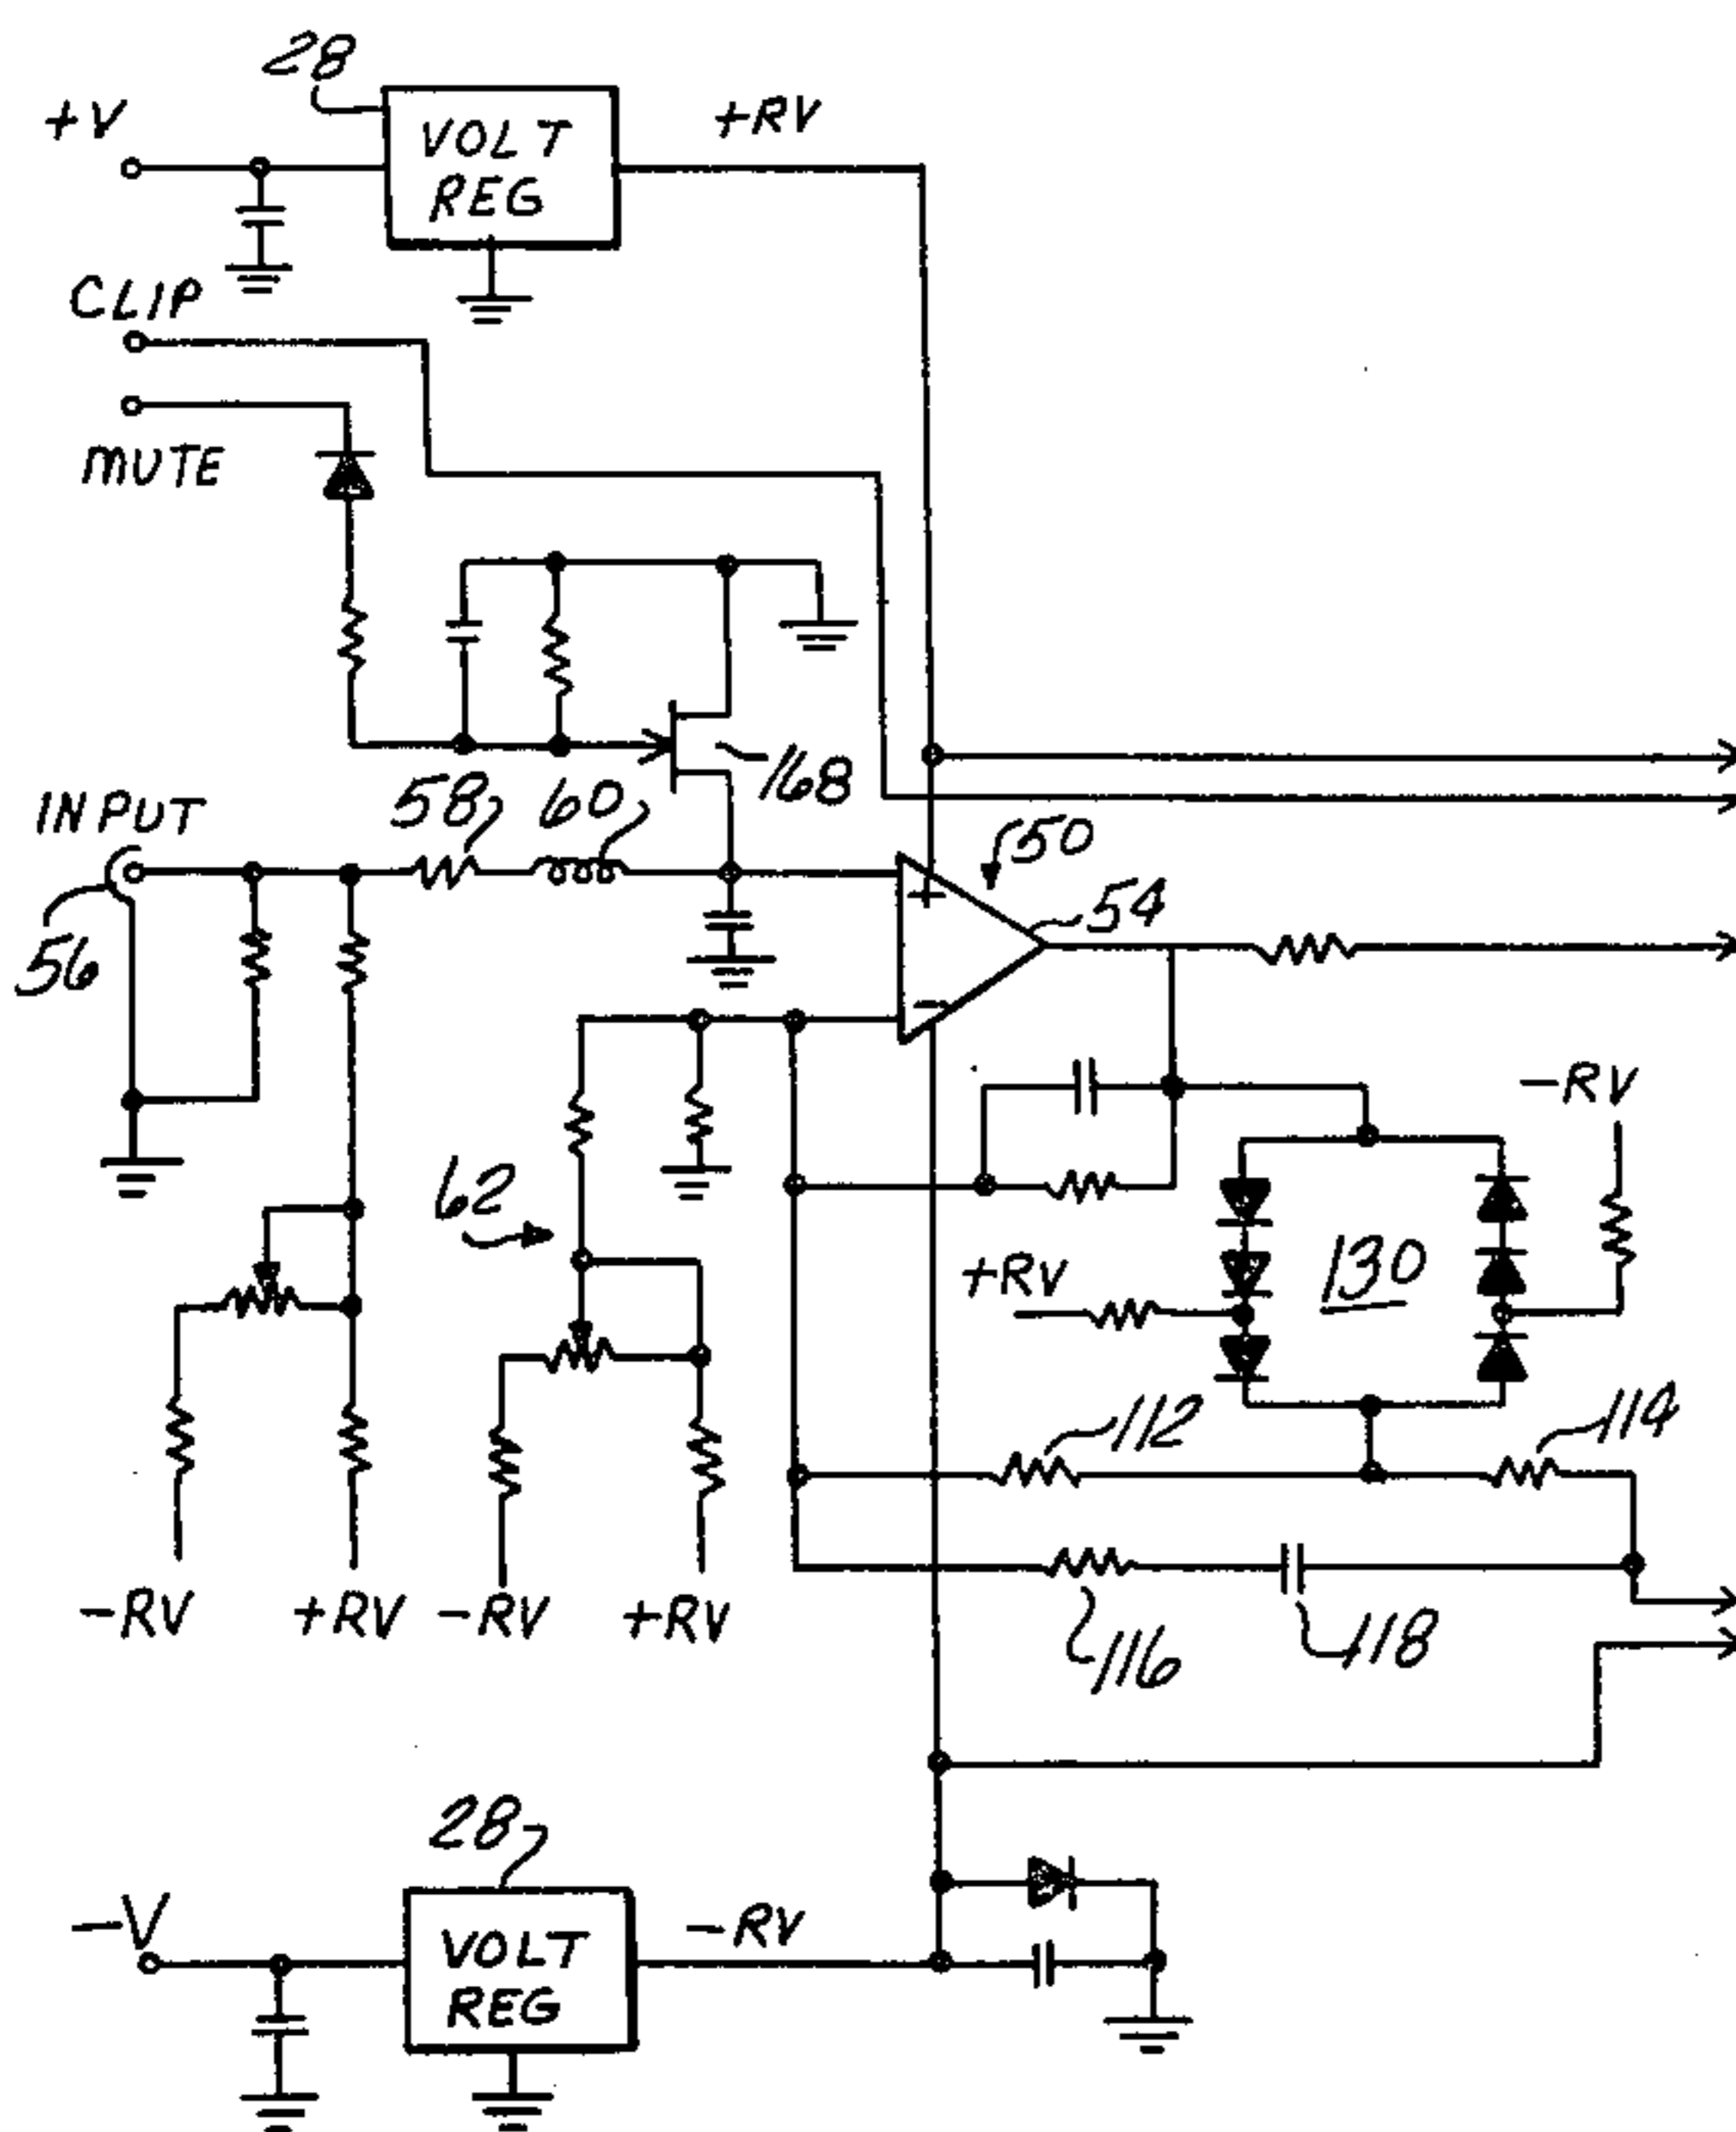 28
+V
VOLT
REG
+RV
CLIP
MUTE
168
INPUT
58
60
50
56
+
54
-
-RV
62
+RV
130
112
114
-RV
+RV
-RV
+RV
116
118
28
-V
VOLT
REG
-RV